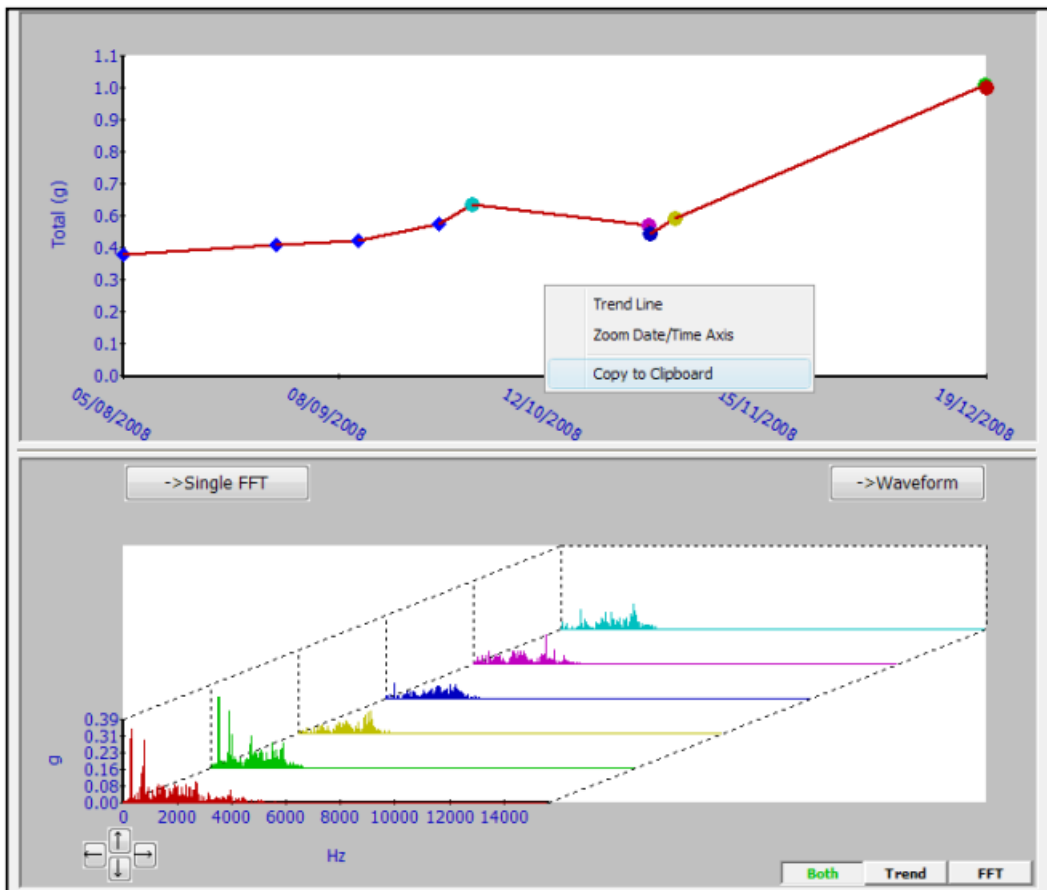 1.1
1.0
0.9
0.8
0.7
0.6
0.4
0.3
0.2
0.1
0.0
Total (g)
Trend Line
Zoom Date/Time Axis
Copy to Clipboard
05/08/2008
08/09/2008
12/10/2008
15/11/2008
19/12/2008
->Single FFT
->Waveform
0.39
0.31
0.23
0.16
0.08
0.00
g
0 2000 4000 6000 8000 10000 12000 14000
Hz
Both Trend FFT